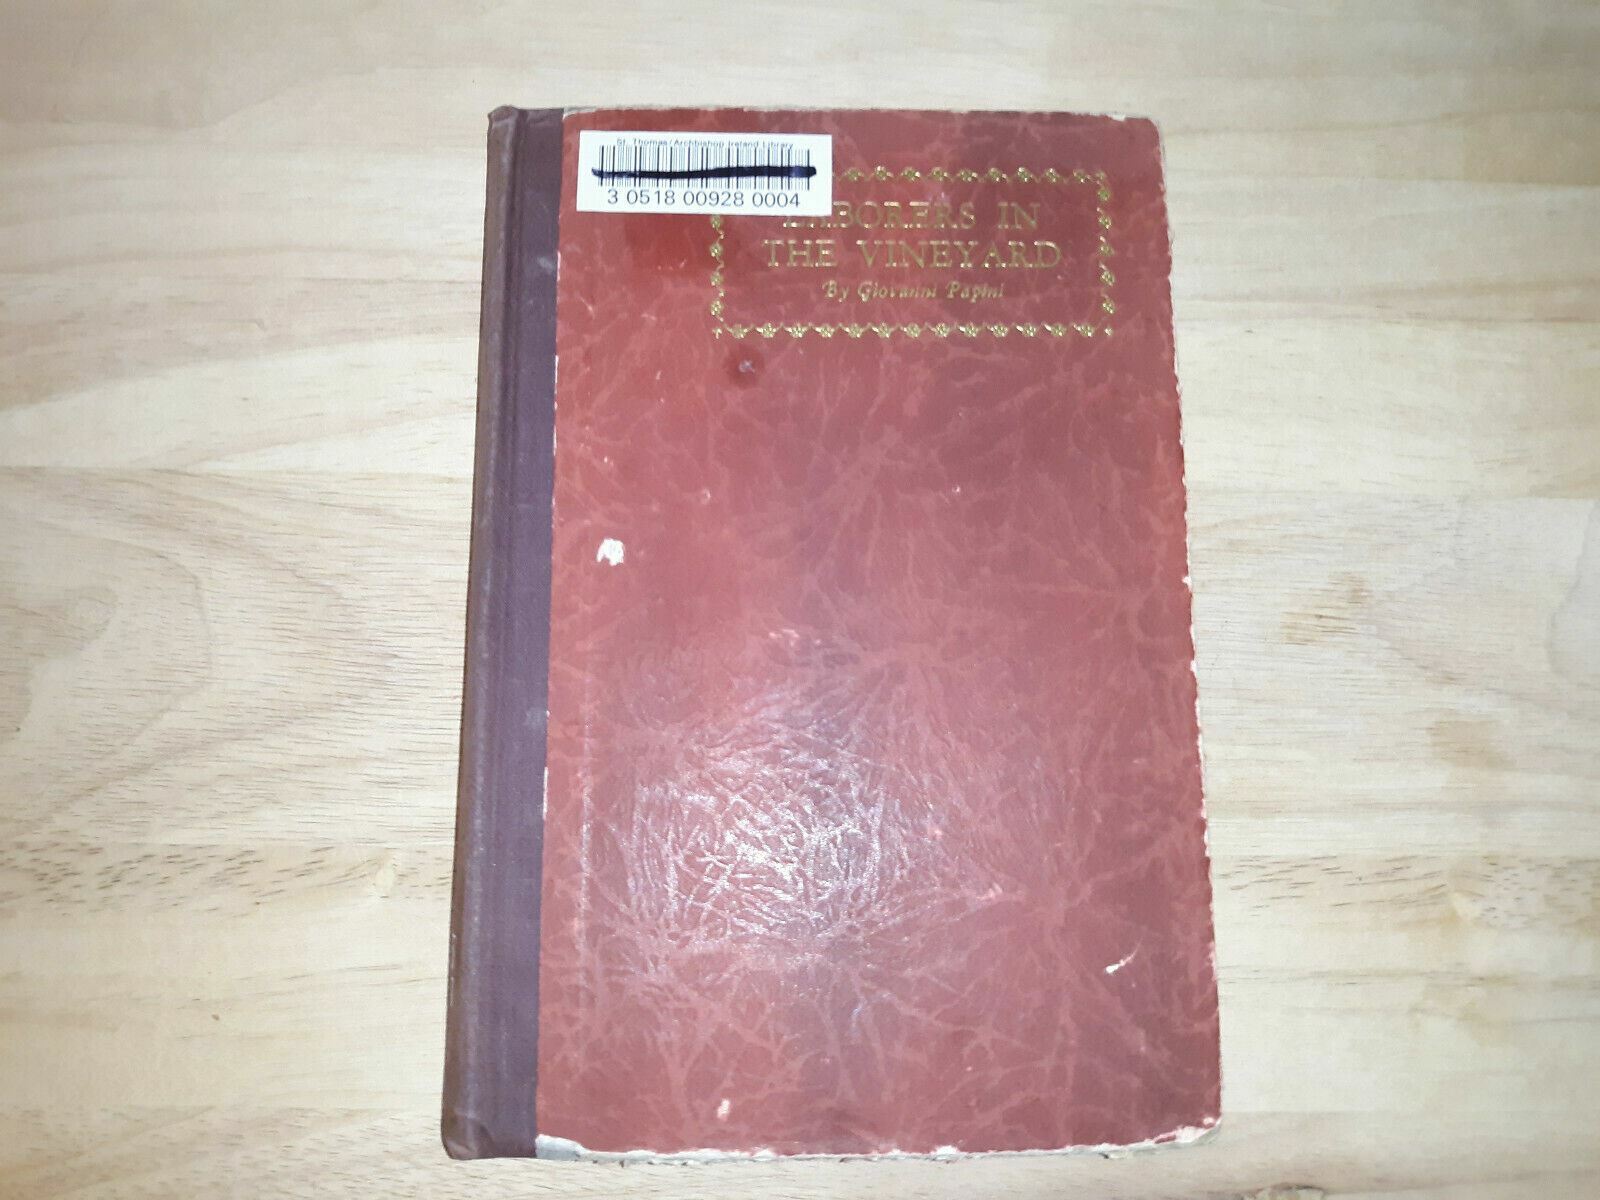 St. Thomas/Archbishop Ireland Library
3 0518 00928 0004
LABORERS IN
THE VINEYARD
By Giovanni Papini